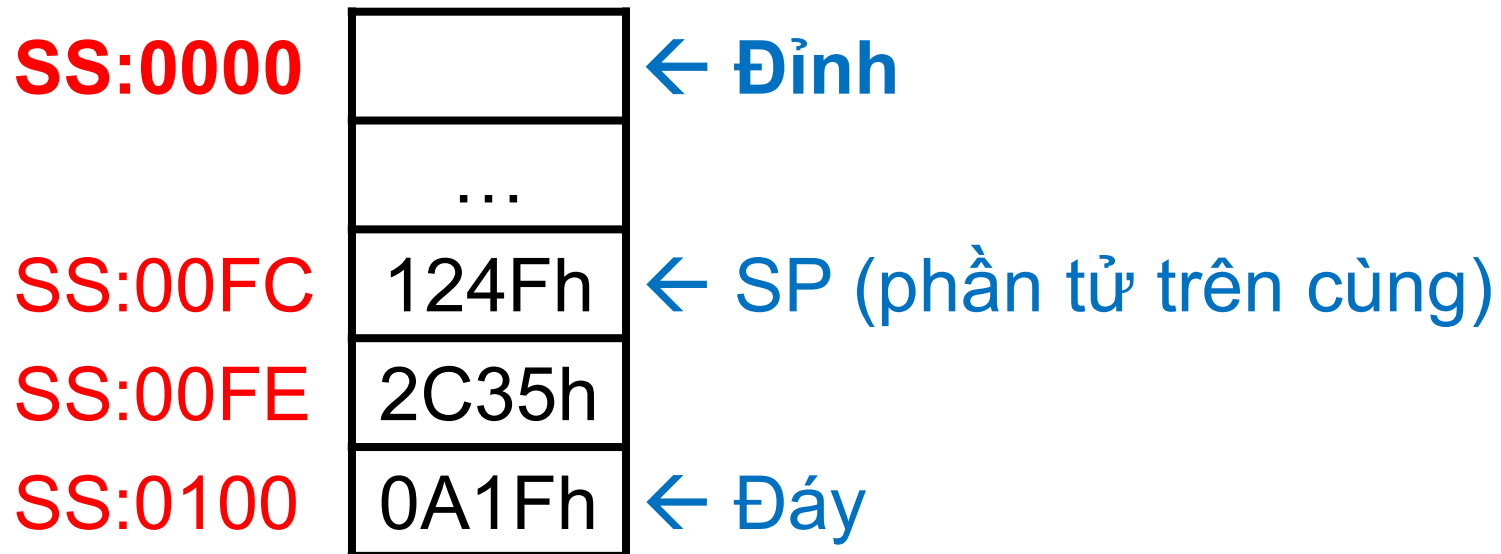 SS:0000 ← Đỉnh
…
SS:00FC 124Fh ← SP (phần tử trên cùng)
SS:00FE 2C35h
SS:0100 0A1Fh ← Đáy